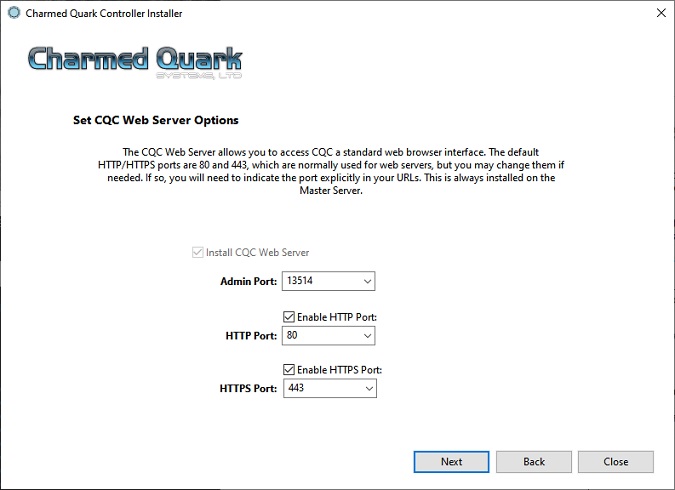 Charmed Quark Controller Installer
Charmed Quark
SYSTEMS, LTD
Set CQC Web Server Options
The CQC Web Server allows you to access CQC a standard web browser interface. The default
HTTP/HTTPS ports are 80 and 443, which are normally used for web servers, but you may change them if
needed. If so, you will need to indicate the port explicitly in your URLs. This is always installed on the
Master Server.
Install CQC Web Server
Admin Port: 13514
Enable HTTP Port:
HTTP Port: 80
Enable HTTPS Port:
HTTPS Port: 443
Next Back Close